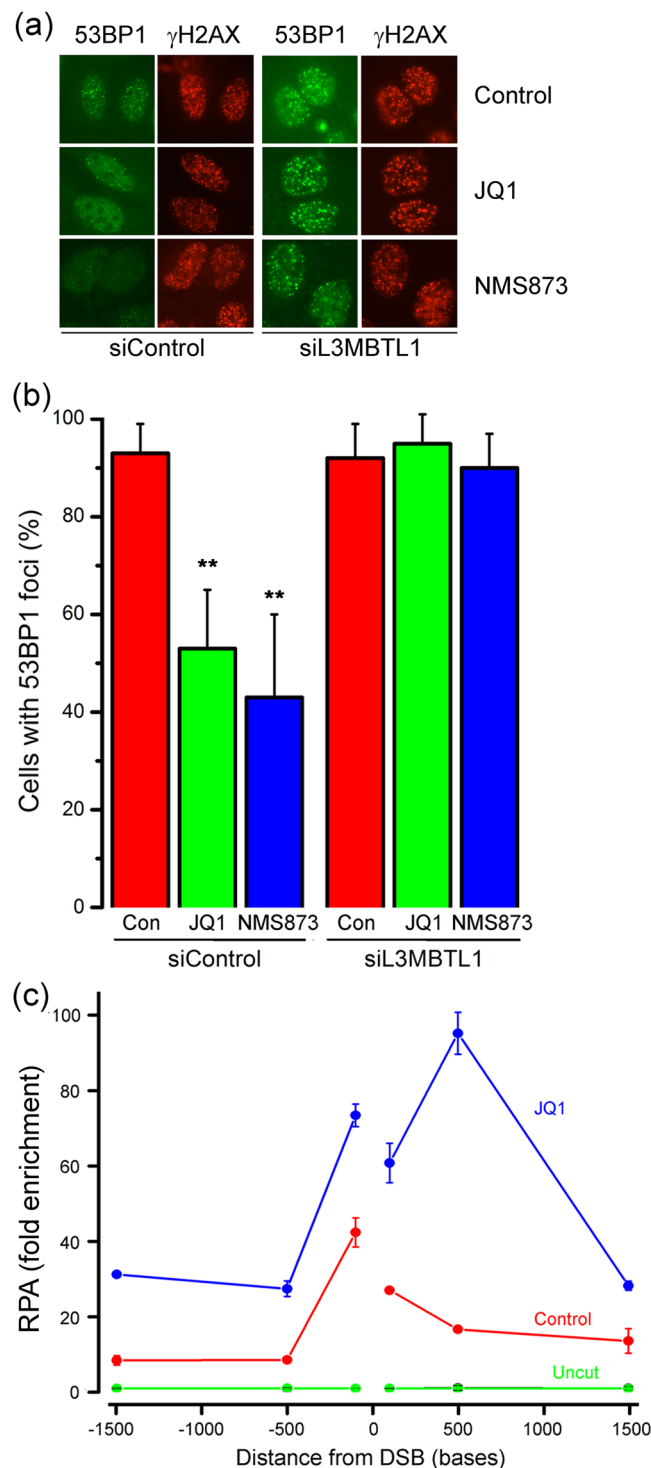 (a)
53BP1 γH2AX 53BP1 γH2AX
Control
JQ1
NMS873
siControl siL3MBTL1
(b)
Cells with 53BP1 foci (%)
100
80
60
40
20
0
** **
Con JQ1 NMS873 Con JQ1 NMS873
siControl siL3MBTL1
(c)
RPA (fold enrichment)
100
80
60
40
20
0
JQ1
Control
Uncut
-1500 -1000 -500 0 500 1000 1500
Distance from DSB (bases)